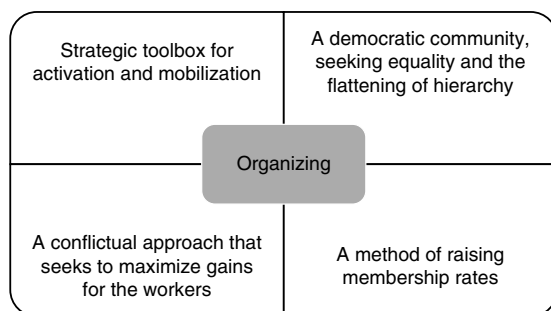 Strategic toolbox for
activation and mobilization
A democratic community,
seeking equality and the
flattening of hierarchy
Organizing
A conflictual approach that
seeks to maximize gains
for the workers
A method of raising
membership rates